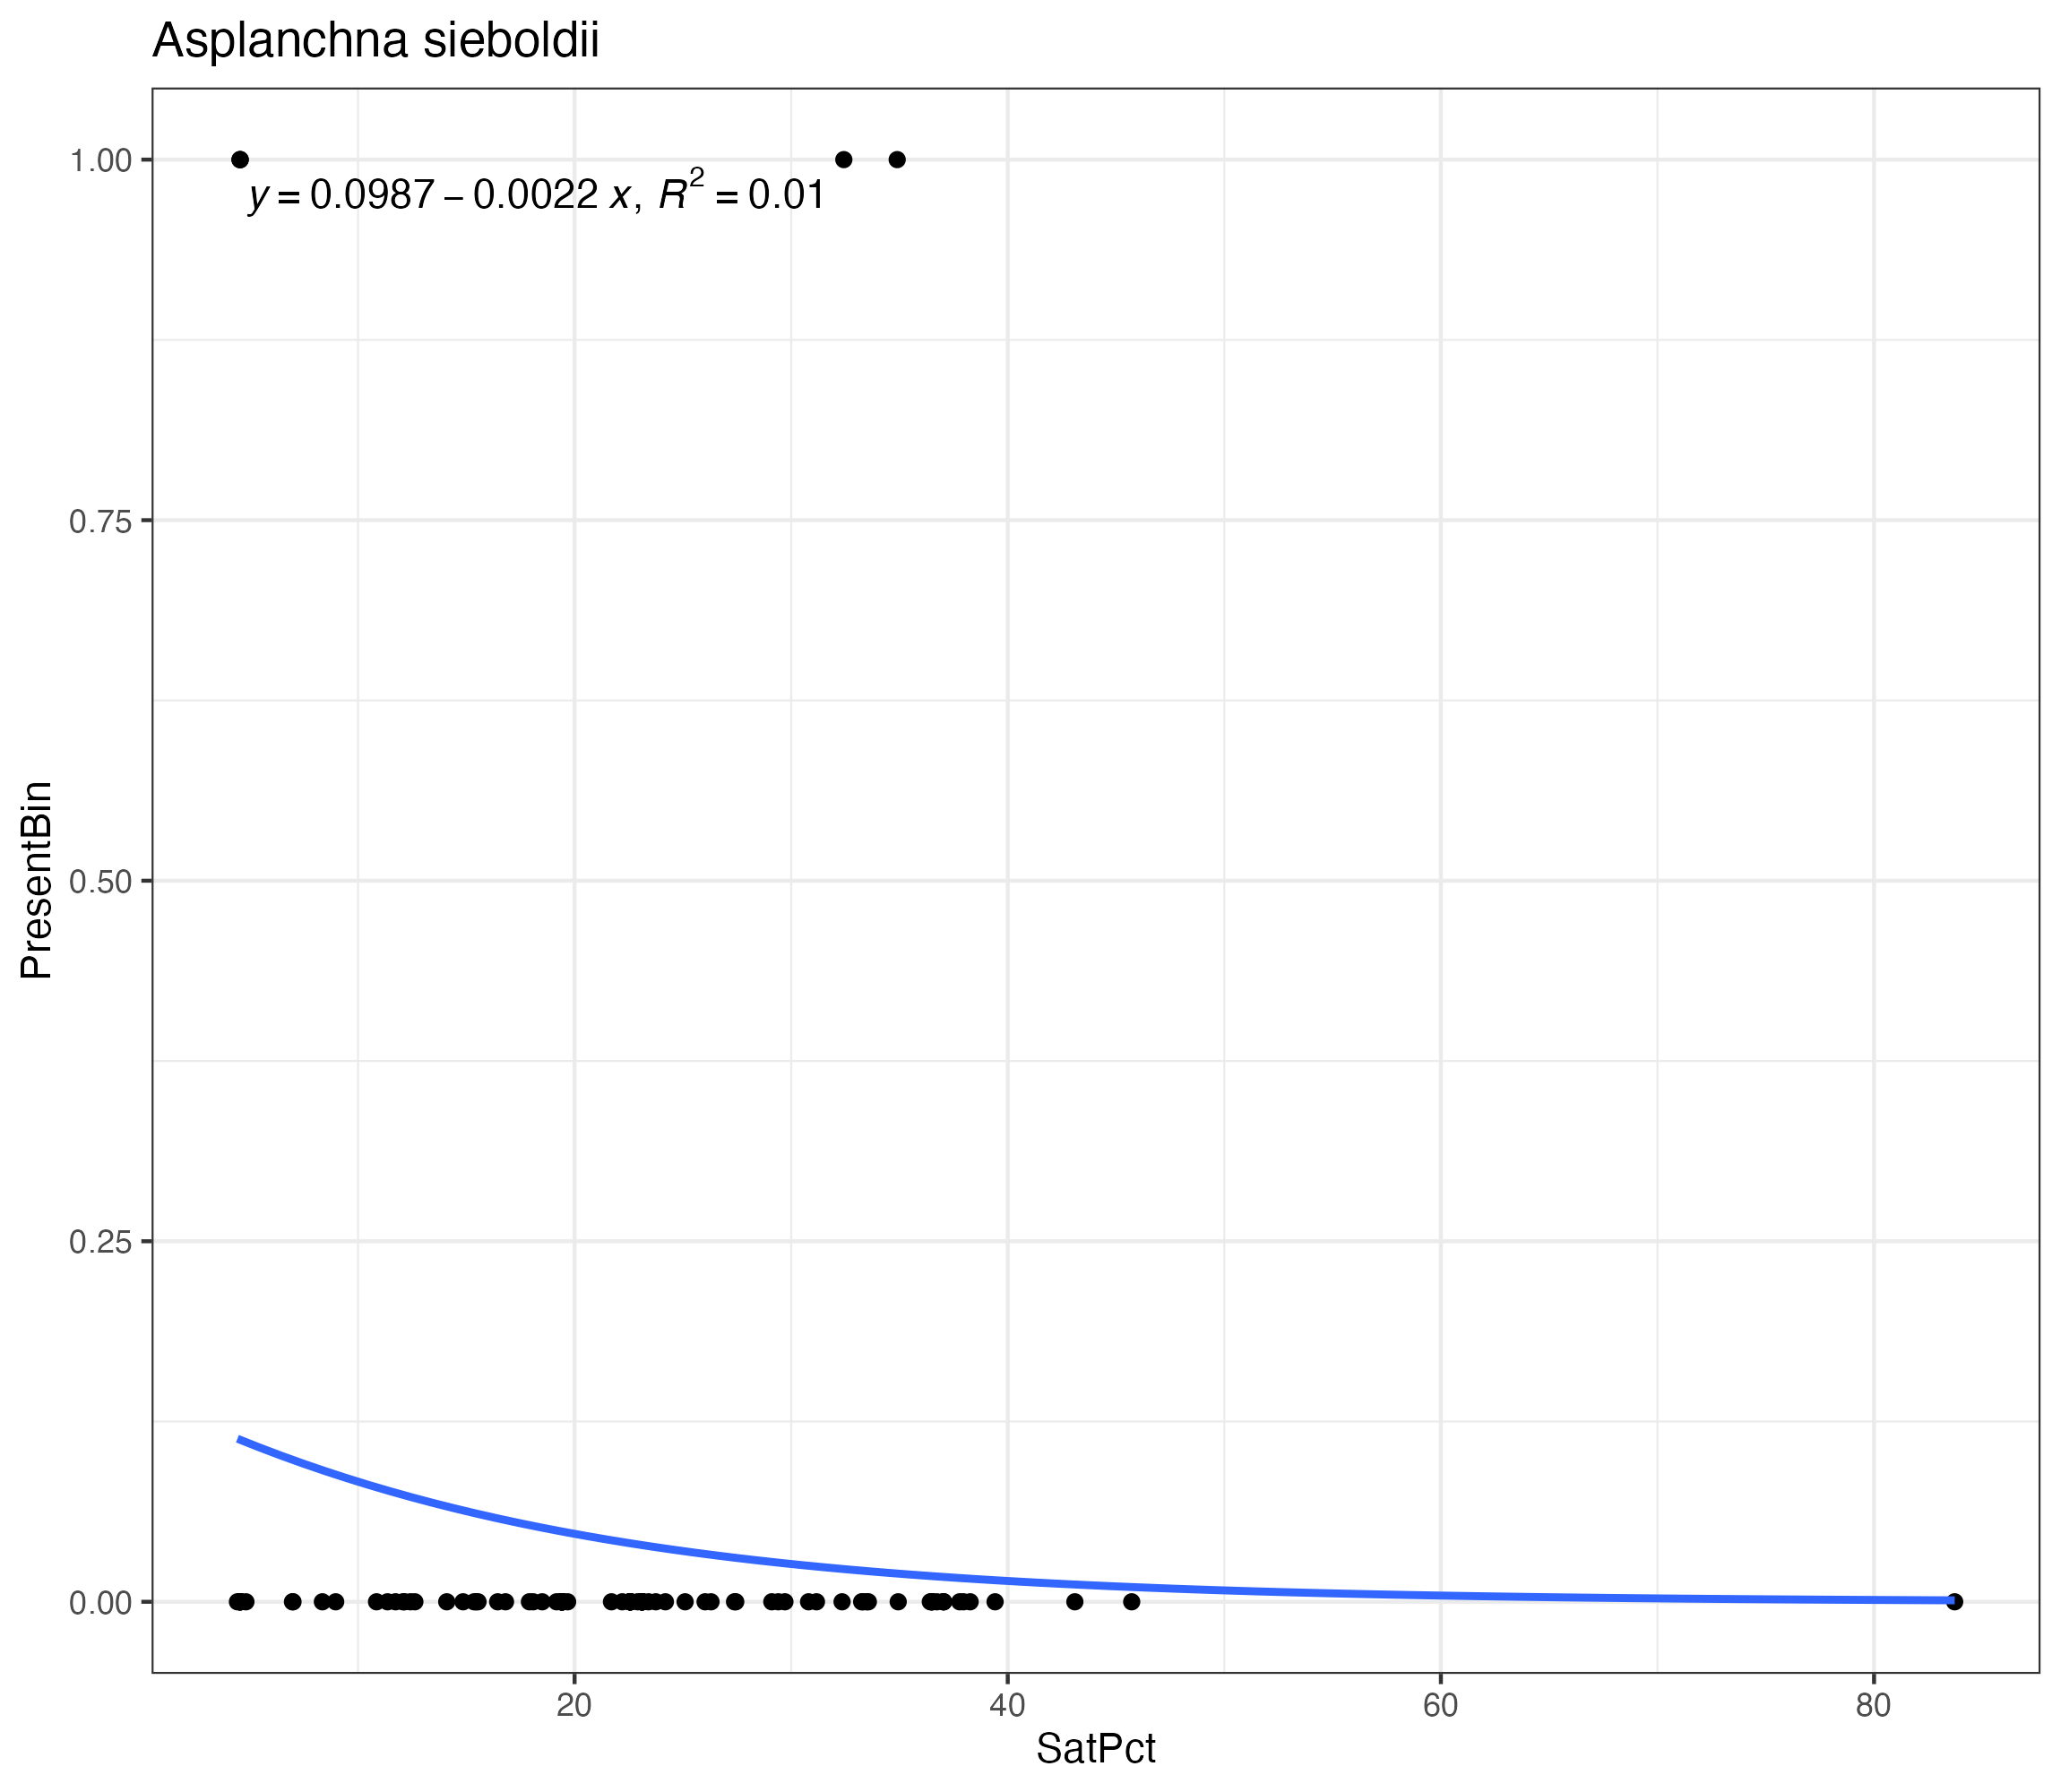 Asplanchna sieboldii
1.00
y = 0.0987 − 0.0022 x, R² = 0.01
0.75
0.50
0.25
0.00
PresentBin
20 40 60 80
SatPct